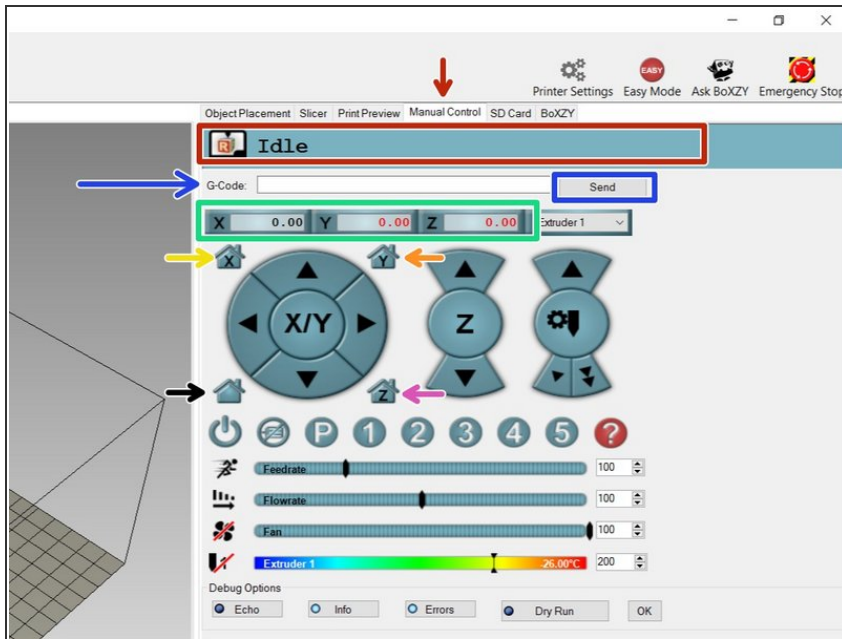 Printer Settings Easy Mode Ask BoXZY Emergency Stop
EASY
Object Placement Slicer Print Preview Manual Control SD Card BoXZY
R Idle
G-Code: Send
X 0.00 Y 0.00 Z 0.00 Extruder 1
X Y
X/Y Z
Z
P 1 2 3 4 5 ?
Feedrate 100
Flowrate 100
Fan 100
Extruder 1 -26.00°C 200
Debug Options
Echo Info Errors Dry Run OK